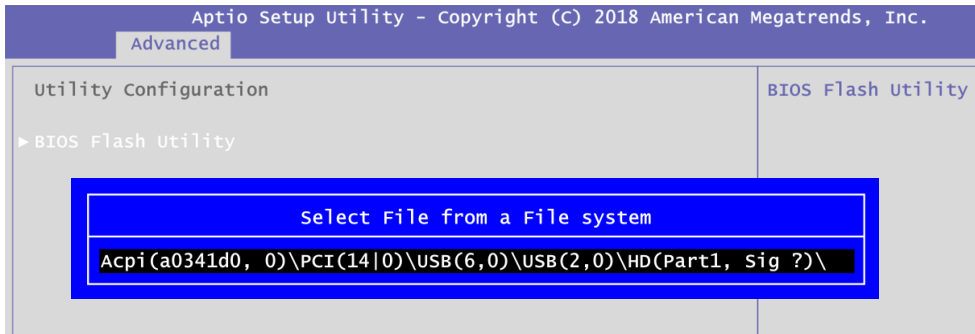 Aptio Setup Utility - Copyright (C) 2018 American Megatrends, Inc.
Advanced
Utility Configuration
BIOS Flash Utility
►BIOS Flash Utility
Select File from a File system
Acpi(a0341d0, 0)\PCI(14|0)\USB(6,0)\USB(2,0)\HD(Part1, Sig ?)\